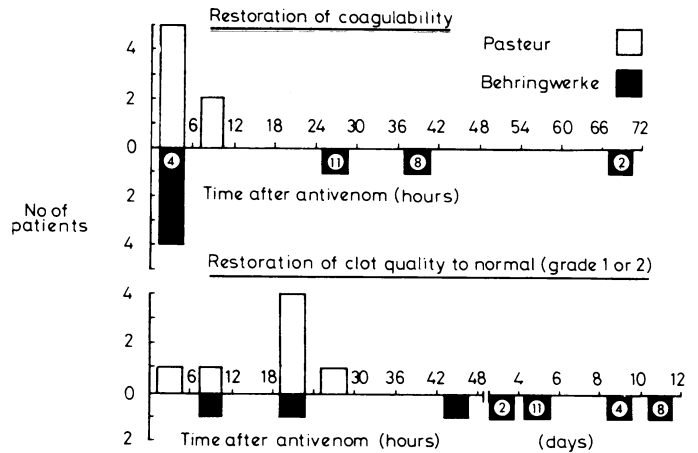 Restoration of coagulability
Pasteur
Behringwerke
4
2
0
2
4
6 12 18 24 30 36 42 48 54 60 66 72
4 11 8 2
Time after antivenom (hours)
No of
patients
Restoration of clot quality to normal (grade 1 or 2)
4
2
0
2
6 12 18 30 36 42 48 4 6 8 10 12
2 11 4 8
Time after antivenom (hours) (days)